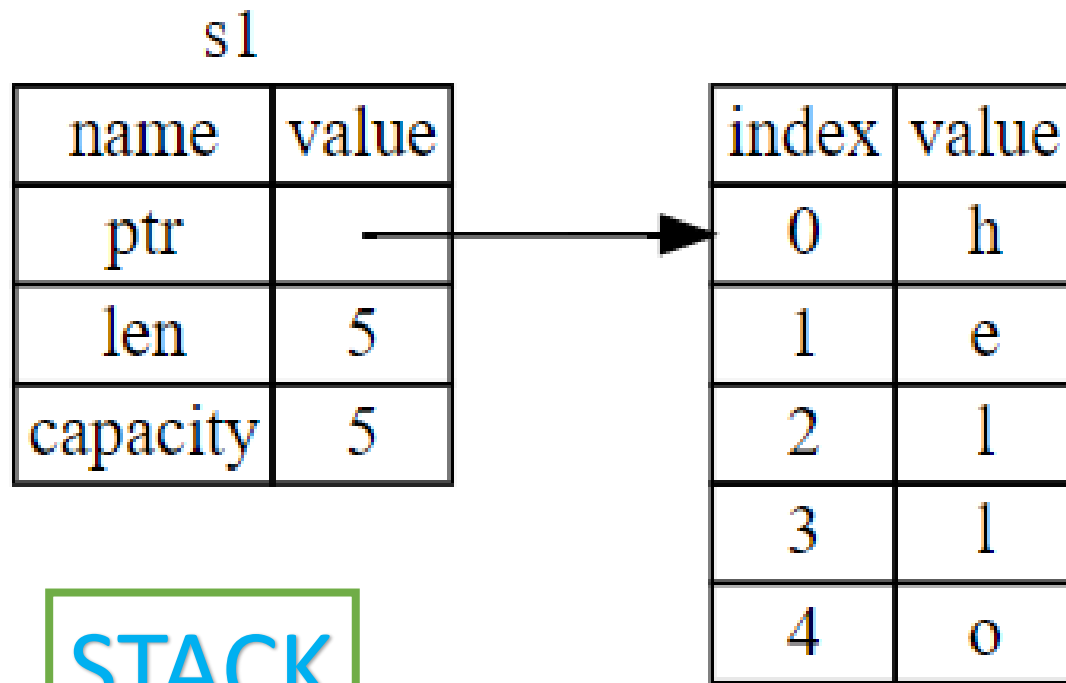 s1
name value
ptr
len 5
capacity 5
STACK
index value
0 h
1 e
2 l
3 l
4 o